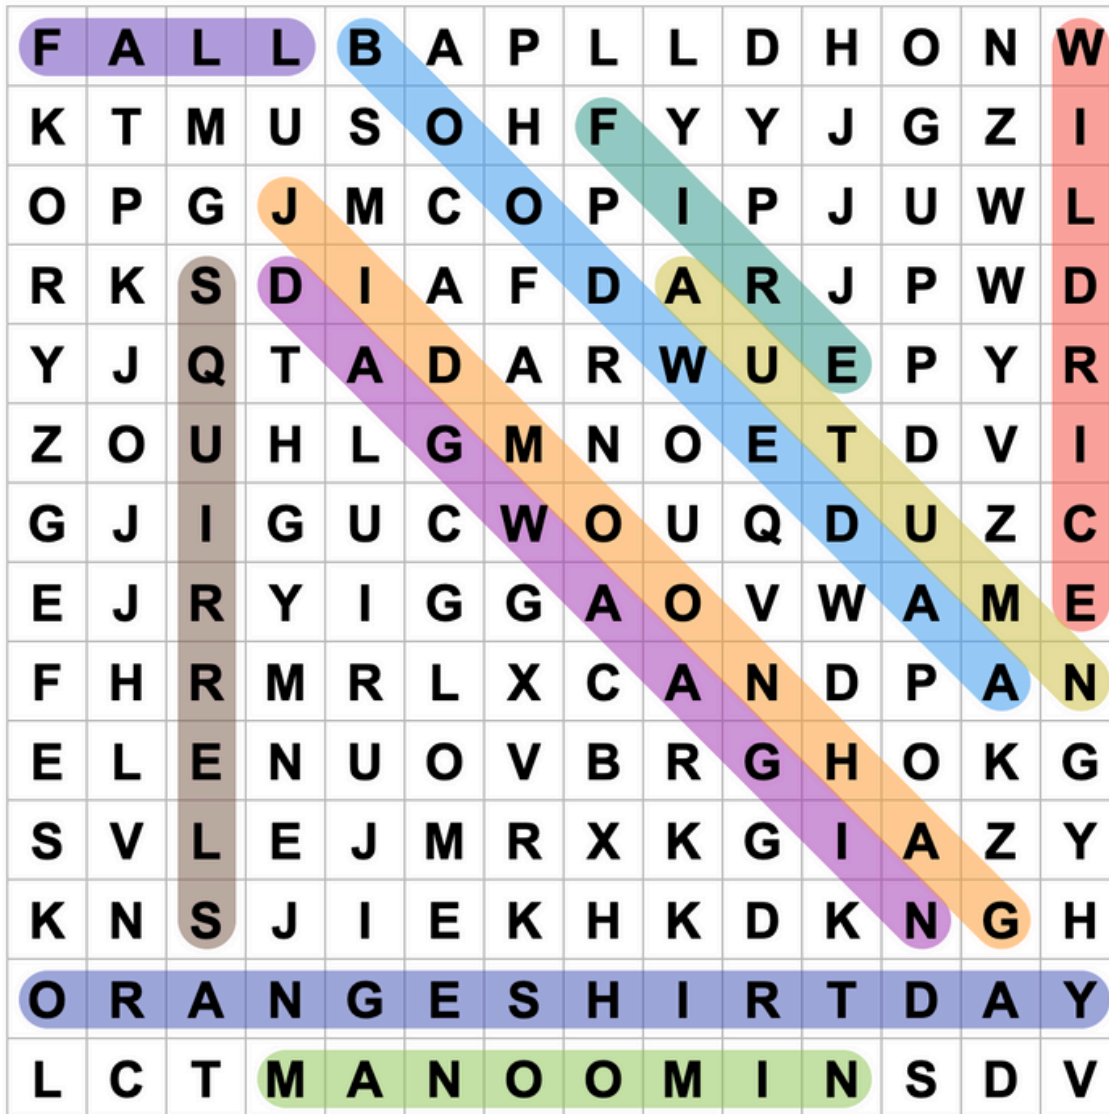 F A L L B A P L L D H O N W
K T M U S O H F Y Y J G Z I
O P G J M C O P I P J U W L
R K S D I A F D A R J P W D
Y J Q T A D A R W U E P Y R
Z O U H L G M N O E T D V I
G J I G U C W O U Q D U Z C
E J R Y I G G A O V W A M E
F H R M R L X C A N D P A N
E L E N U O V B R G H O K G
S V L E J M R X K G I A Z Y
K N S J I E K H K D K N G H
O R A N G E S H I R T D A Y
L C T M A N O O M I N S D V